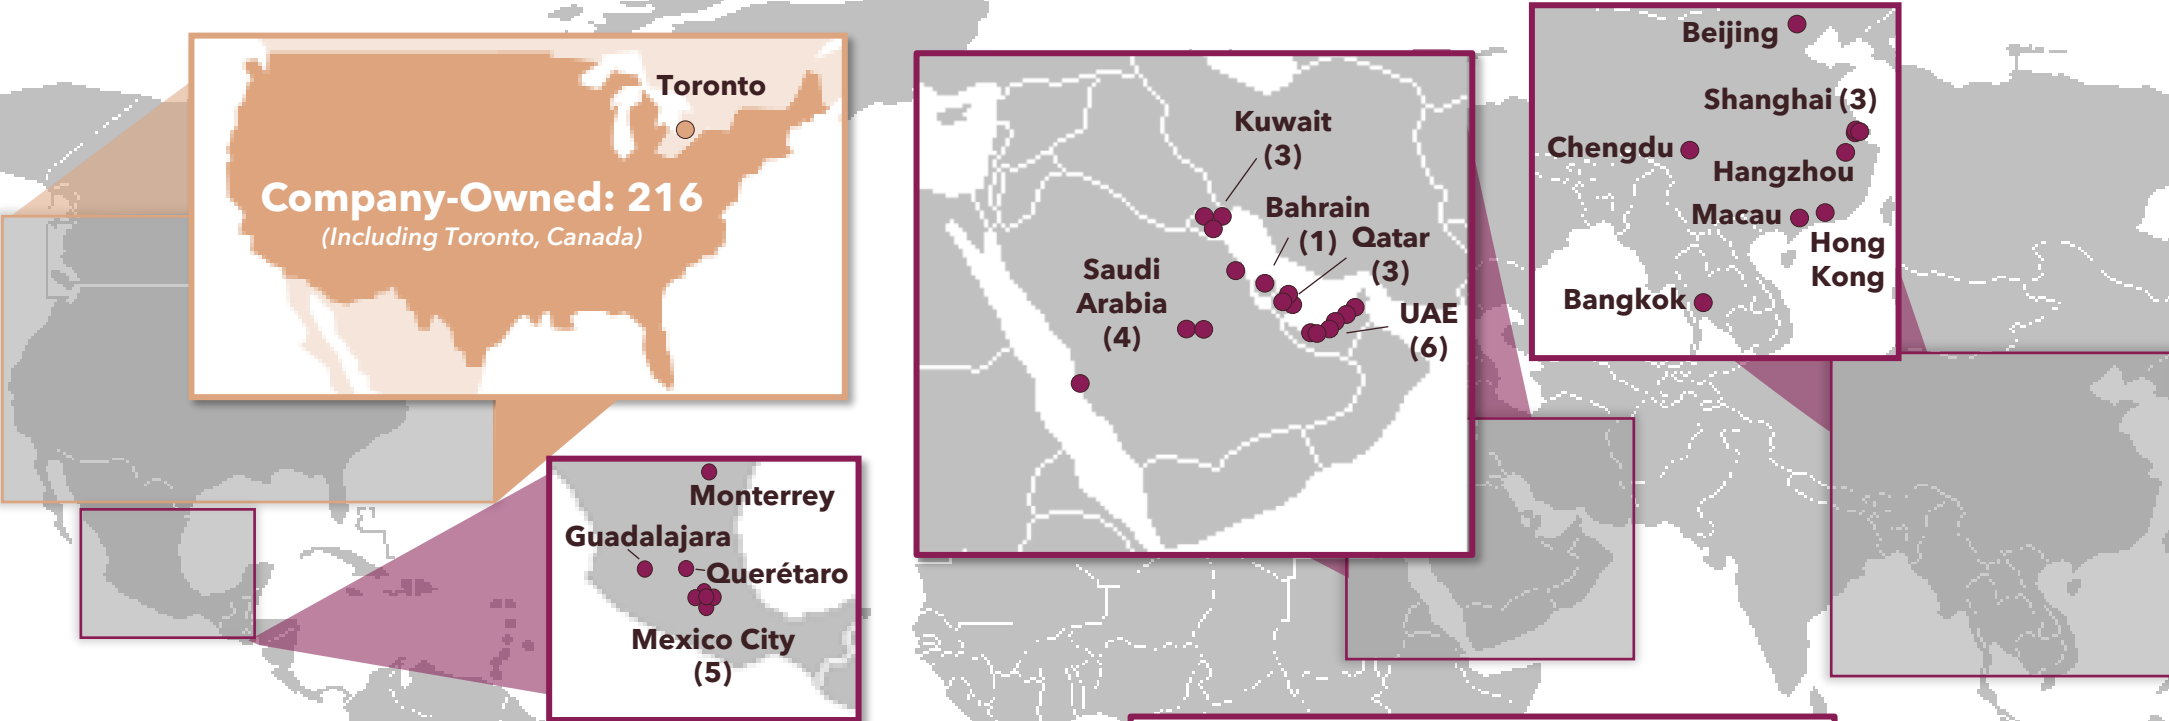 Toronto
Company-Owned: 216
(Including Toronto, Canada)
Monterrey
Guadalajara
Querétaro
Mexico City
(5)
Kuwait
(3)
Bahrain
(1)
Qatar
(3)
Saudi
Arabia
(4)
UAE
(6)
Beijing
Shanghai (3)
Chengdu
Hangzhou
Macau
Hong
Kong
Bangkok